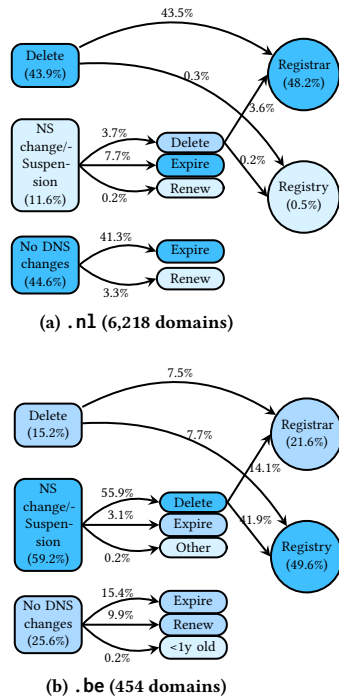 43.5%
Delete
(43.9%)
Registrar
(48.2%)
0.3%
3.6%
NS
change/-
Suspen-
sion
(11.6%)
3.7%
Delete
7.7%
Expire
0.2%
Renew
0.2%
Registry
(0.5%)
No DNS
changes
(44.6%)
41.3%
Expire
3.3%
Renew
(a) .nl (6,218 domains)
7.5%
Delete
(15.2%)
Registrar
(21.6%)
7.7%
14.1%
NS
change/-
Suspen-
sion
(59.2%)
55.9%
Delete
3.1%
Expire
0.2%
Other
41.9%
Registry
(49.6%)
No DNS
changes
(25.6%)
15.4%
Expire
9.9%
Renew
0.2%
<1y old
(b) .be (454 domains)